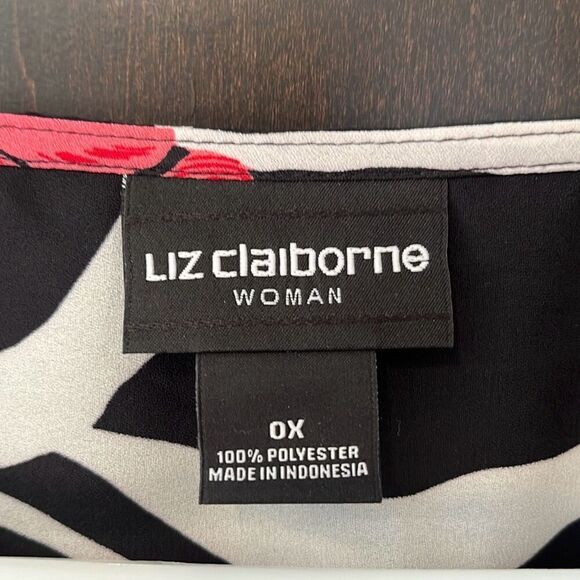 Liz claiborne
WOMAN
0X
100% POLYESTER
MADE IN INDONESIA